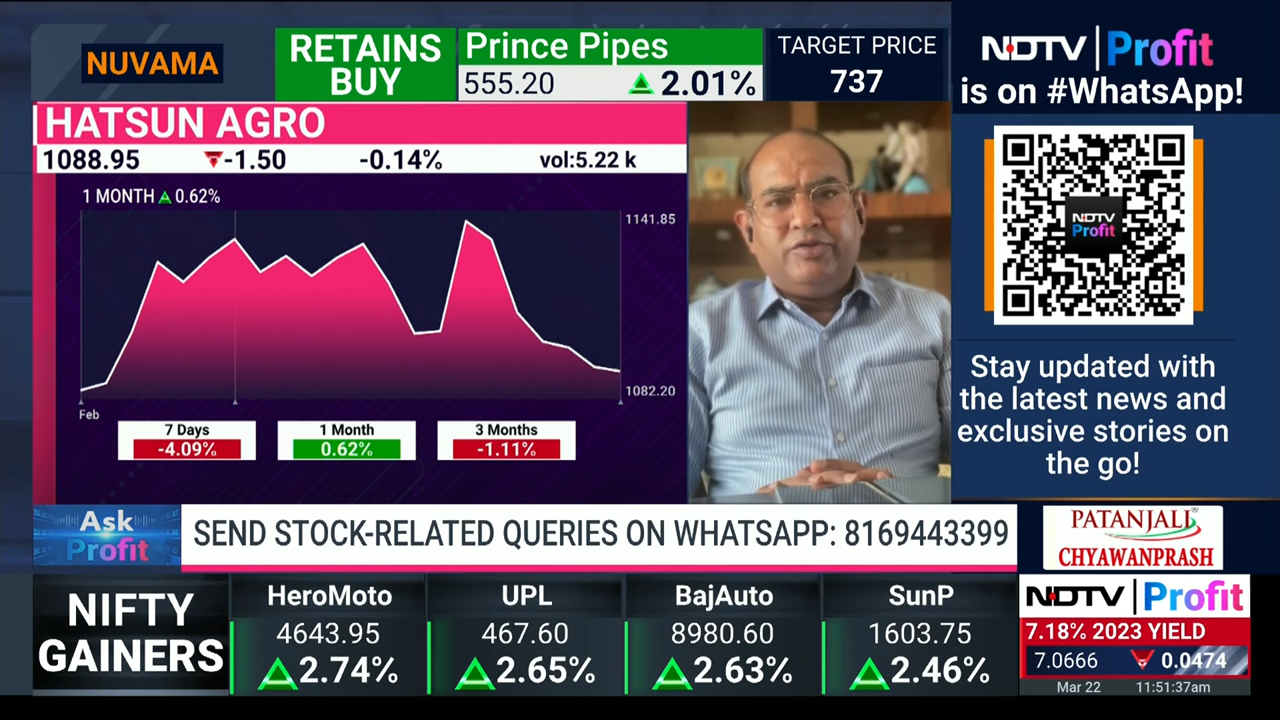 NUVAMA
RETAINS
BUY
Prince Pipes
555.20 2.01%
TARGET PRICE
737
NDTV Profit
is on #WhatsApp!
HATSUN AGRO
1088.95 -1.50 -0.14% vol:5.22 k
1 MONTH 0.62%
1141.85
1082.20
Feb
7 Days
-4.09%
1 Month
0.62%
3 Months
-1.11%
NDTV
Profit
Stay updated with
the latest news and
exclusive stories on
the go!
Ask
Profit
SEND STOCK-RELATED QUERIES ON WHATSAPP: 8169443399
PATANJALI
CHYAWANPRASH
NIFTY
GAINERS
HeroMoto
4643.95
2.74%
UPL
467.60
2.65%
BajAuto
8980.60
2.63%
SunP
1603.75
2.46%
NDTV Profit
7.18% 2023 YIELD
7.0666 0.0474
Mar 22 11:51:37am